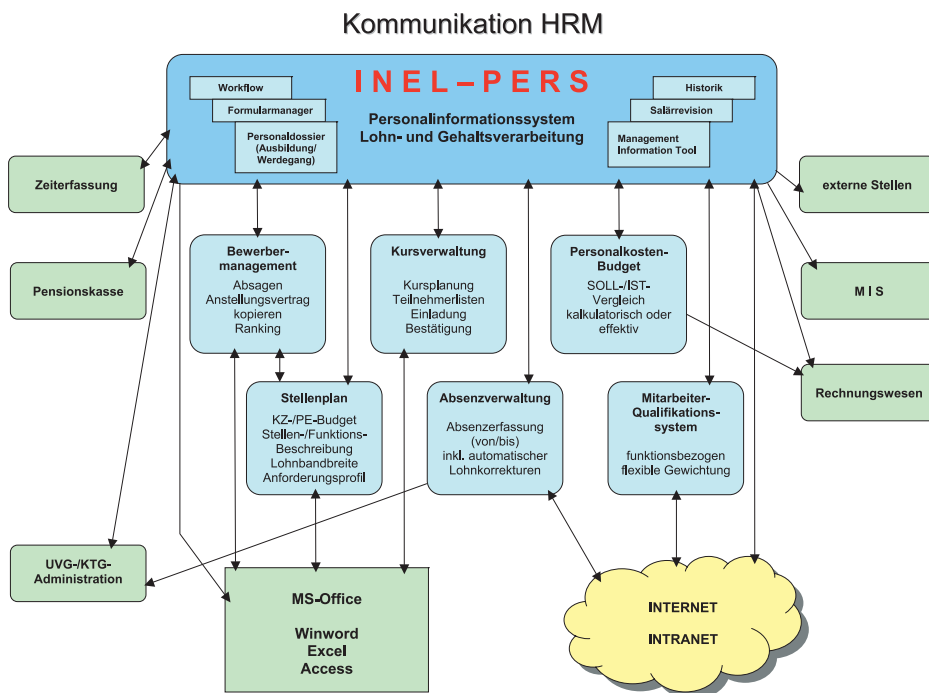 Kommunikation HRM
INEL–PERS
Workflow
Formularmanager
Personaldossier
(Ausbildung/
Werdegang)
Personalinformationssystem
Lohn- und Gehaltsverarbeitung
Historik
Salärrevision
Management
Information Tool
Zeiterfassung
externe Stellen
Pensionskasse
M I S
Bewerber-
management
Absagen
Anstellungsvertrag
kopieren
Ranking
Kursverwaltung
Kursplanung
Teilnehmerlisten
Einladung
Bestätigung
Personalkosten-
Budget
SOLL-/IST-
Vergleich
kalkulatorisch oder
effektiv
Rechnungswesen
Stellenplan
KZ-/PE-Budget
Stellen-/Funktions-
Beschreibung
Lohnbandbreite
Anforderungsprofil
Absenzverwaltung
Absenzerfassung
(von/bis)
inkl. automatischer
Lohnkorrekturen
Mitarbeiter-
Qualifikations-
system
funktionsbezogen
flexible Gewichtung
UVG-/KTG-
Administration
MS-Office
Winword
Excel
Access
INTERNET
INTRANET